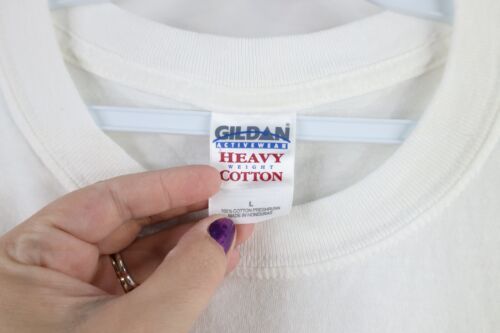 GILDAN
ACTIVEWEAR
HEAVY
WEIGHT
COTTON
L
100% COTTON PRESHRUNK
MADE IN HONDURAS